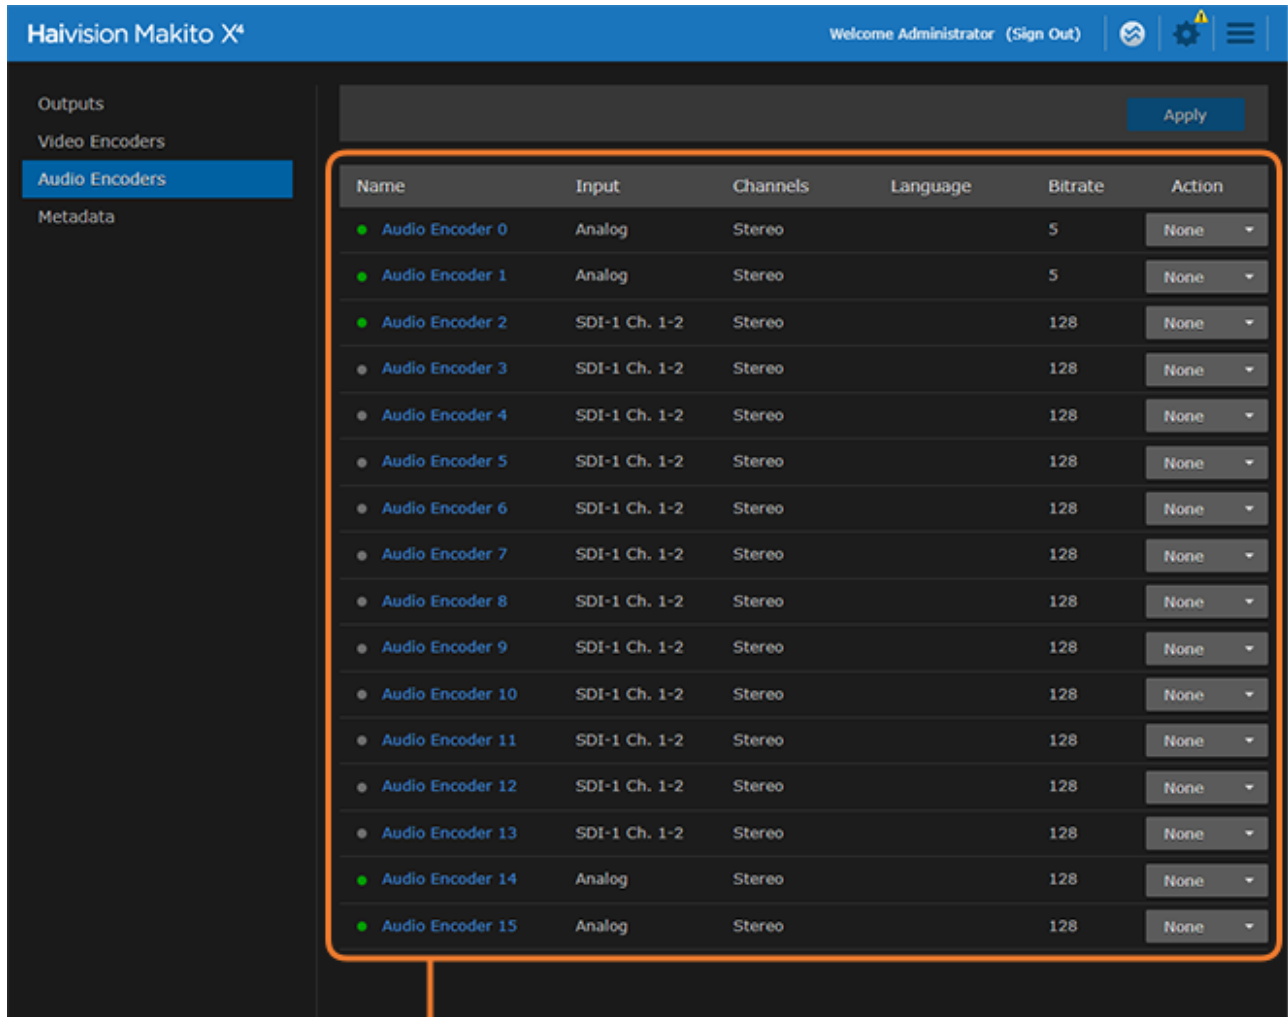 Haivision Makito X⁴
Welcome Administrator (Sign Out)
Outputs
Video Encoders
Audio Encoders
Metadata
Apply
Name Input Channels Language Bitrate Action
Audio Encoder 0 Analog Stereo 5 None
Audio Encoder 1 Analog Stereo 5 None
Audio Encoder 2 SDI-1 Ch. 1-2 Stereo 128 None
Audio Encoder 3 SDI-1 Ch. 1-2 Stereo 128 None
Audio Encoder 4 SDI-1 Ch. 1-2 Stereo 128 None
Audio Encoder 5 SDI-1 Ch. 1-2 Stereo 128 None
Audio Encoder 6 SDI-1 Ch. 1-2 Stereo 128 None
Audio Encoder 7 SDI-1 Ch. 1-2 Stereo 128 None
Audio Encoder 8 SDI-1 Ch. 1-2 Stereo 128 None
Audio Encoder 9 SDI-1 Ch. 1-2 Stereo 128 None
Audio Encoder 10 SDI-1 Ch. 1-2 Stereo 128 None
Audio Encoder 11 SDI-1 Ch. 1-2 Stereo 128 None
Audio Encoder 12 SDI-1 Ch. 1-2 Stereo 128 None
Audio Encoder 13 SDI-1 Ch. 1-2 Stereo 128 None
Audio Encoder 14 Analog Stereo 128 None
Audio Encoder 15 Analog Stereo 128 None